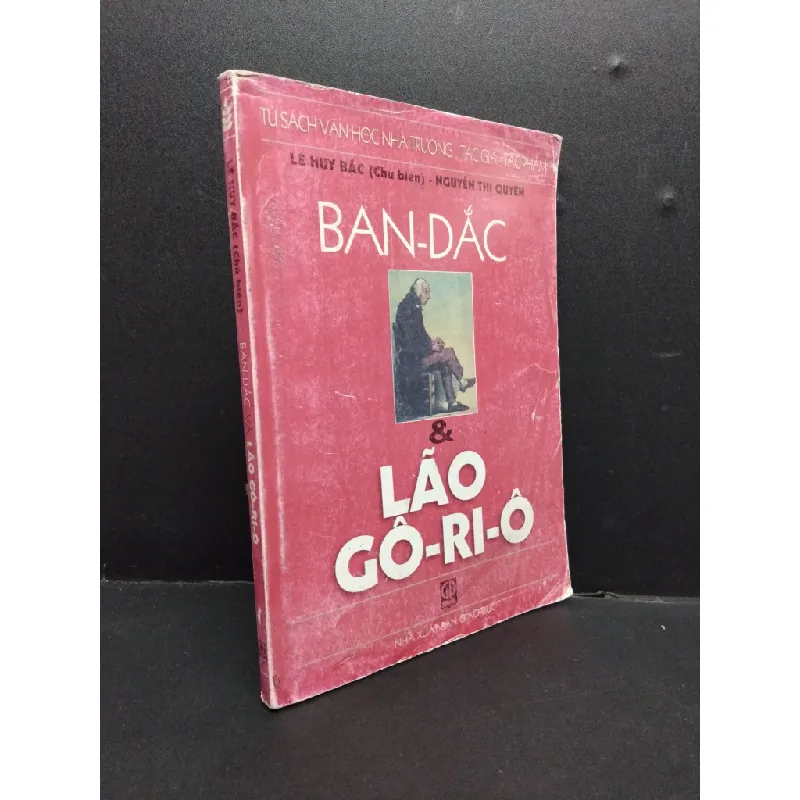 TỦ SÁCH VĂN HỌC NHÀ TRƯỜNG . TÁC GIẢ - TÁC PHẨM
LÊ HUY BẮC (Chủ biên) - NGUYỄN THỊ QUYÊN
BAN-DẮC
&
LÃO
GÔ-RI-Ô
NHÀ XUẤT BẢN GIÁO DỤC
LÊ HUY BẮC (Chủ biên)
BAN-DẮC
LÃO GÔ-RI-Ô